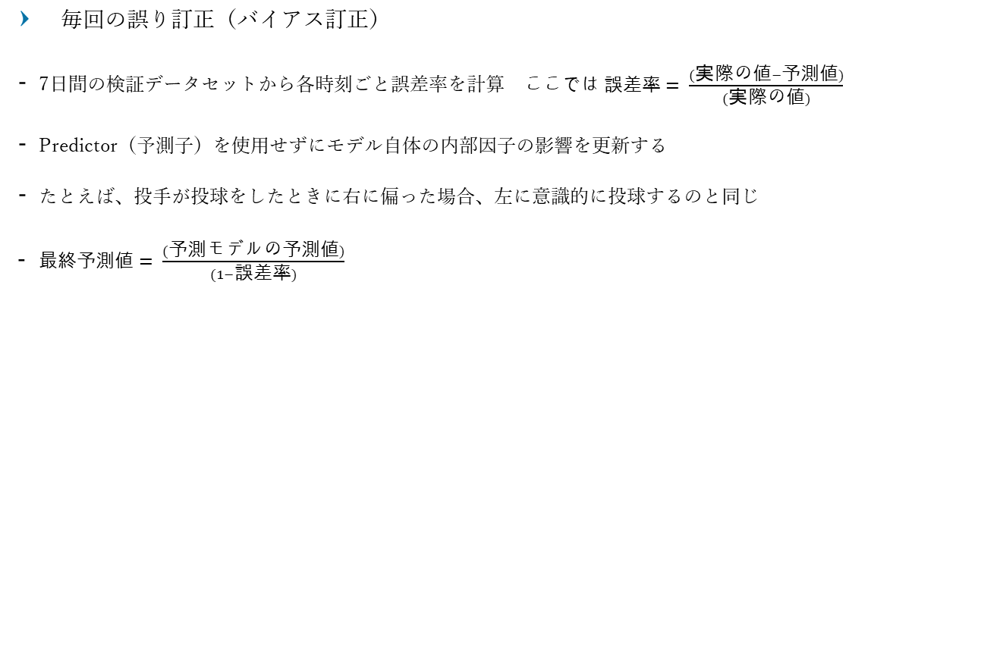 毎回の誤り訂正（バイアス訂正）
- 7日間の検証データセットから各時刻ごと誤差率を計算　ここでは 誤差率 = (実際の値−予測値) / (実際の値)
- Predictor（予測子）を使用せずにモデル自体の内部因子の影響を更新する
- たとえば、投手が投球をしたときに右に偏った場合、左に意識的に投球するのと同じ
- 最終予測値 = (予測モデルの予測値) / (1−誤差率)